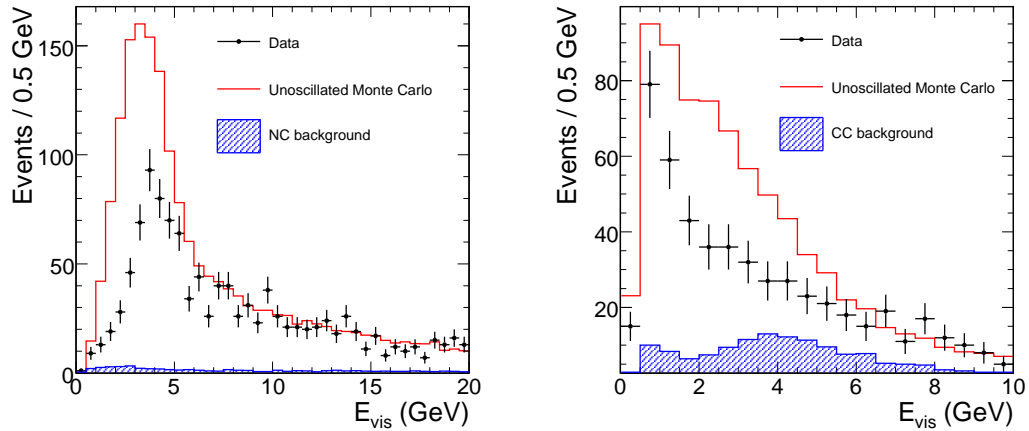 Events / 0.5 GeV
150
100
50
0
0
5
10
15
20
E_vis (GeV)
Data
Unoscillated Monte Carlo
NC background
Events / 0.5 GeV
80
60
40
20
0
2
4
6
8
10
E_vis (GeV)
Data
Unoscillated Monte Carlo
CC background